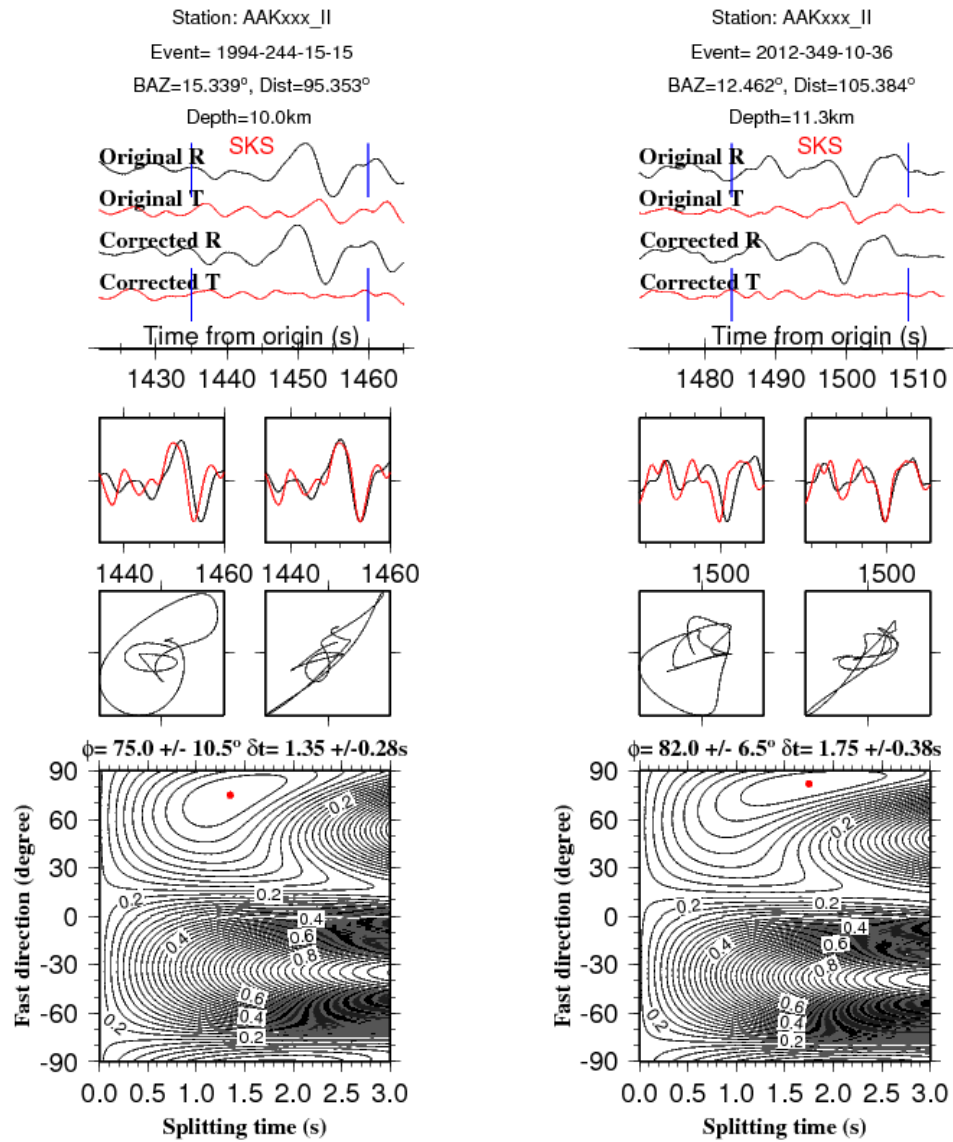 Station: AAKxxx_II
Event= 1994-244-15-15
BAZ=15.339°, Dist=95.353°
Depth=10.0km
SKS
Original R
Original T
Corrected R
Corrected T
Time from origin (s)
1430 1440 1450 1460
1440 1460 1440 1460
ϕ= 75.0 +/- 10.5° δt= 1.35 +/-0.28s
Fast direction (degree)
90
60
30
0
-30
-60
-90
0.2
0.2
0.2
0.4
0.4
0.6
0.8
0.6
0.4
0.2
0.2
0.0 0.5 1.0 1.5 2.0 2.5 3.0
Splitting time (s)
Station: AAKxxx_II
Event= 2012-349-10-36
BAZ=12.462°, Dist=105.384°
Depth=11.3km
SKS
Original R
Original T
Corrected R
Corrected T
Time from origin (s)
1480 1490 1500 1510
1500 1500
ϕ= 82.0 +/- 6.5° δt= 1.75 +/-0.38s
Fast direction (degree)
90
60
30
0
-30
-60
-90
0.2
0.2
0.2
0.4
0.4
0.6
0.8
0.6
0.4
0.2
0.2
0.0 0.5 1.0 1.5 2.0 2.5 3.0
Splitting time (s)